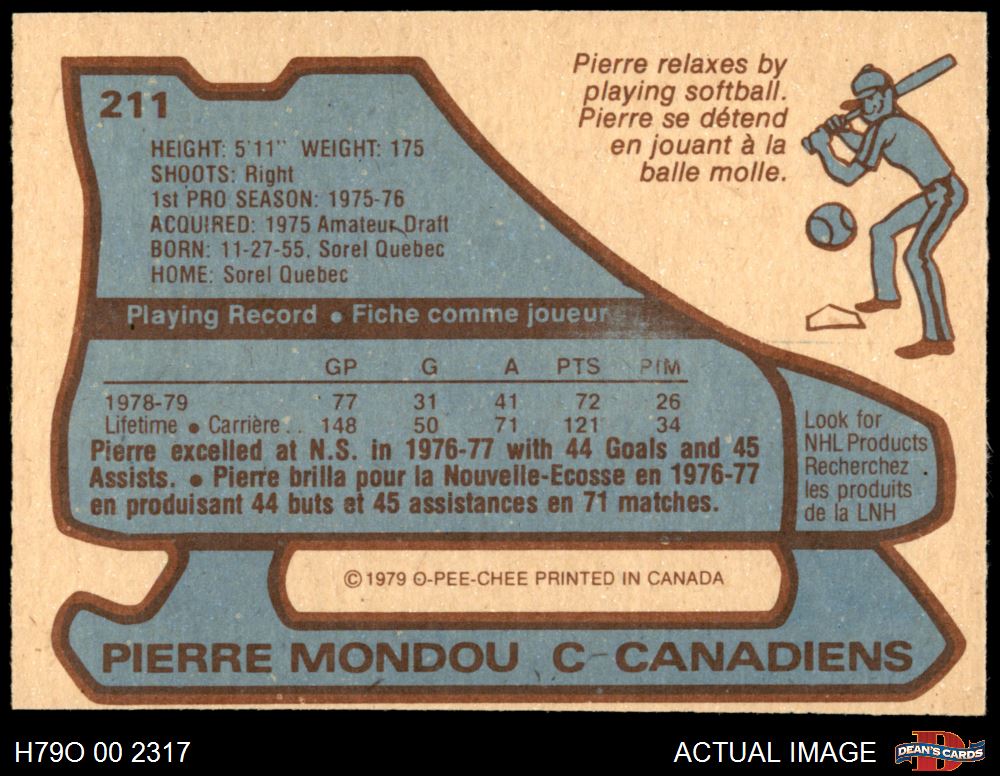 211
HEIGHT: 5'11" WEIGHT: 175
SHOOTS: Right
1st PRO SEASON: 1975-76
ACQUIRED: 1975 Amateur Draft
BORN: 11-27-55, Sorel Quebec
HOME: Sorel Quebec
Pierre relaxes by
playing softball.
Pierre se détend
en jouant à la
balle molle.
Playing Record • Fiche comme joueur
GP G A PTS PIM
1978-79 77 31 41 72 26
Lifetime • Carrière . . 148 50 71 121 34
Pierre excelled at N.S. in 1976-77 with 44 Goals and 45
Assists. • Pierre brilla pour la Nouvelle-Ecosse en 1976-77
en produisant 44 buts et 45 assistances en 71 matches.
Look for
NHL Products
Recherchez
les produits
de la LNH
© 1979 O-PEE-CHEE PRINTED IN CANADA
PIERRE MONDOU C CANADIENS
H79O 00 2317
ACTUAL IMAGE
DEAN'S CARDS